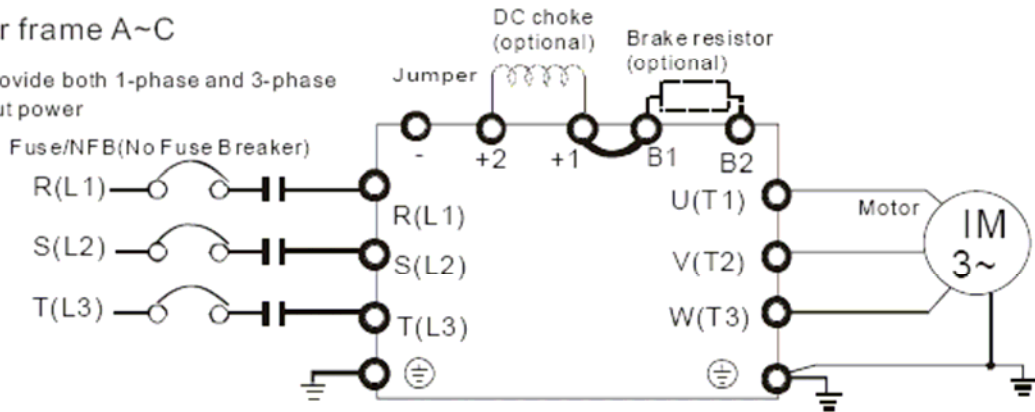 r frame A~C
ovide both 1-phase and 3-phase
ut power
Fuse/NFB(No Fuse Breaker)
DC choke
(optional)
Brake resistor
(optional)
Jumper
- +2 +1 B1 B2
R(L1)
S(L2)
T(L3)
R(L1)
S(L2)
T(L3)
U(T1)
V(T2)
W(T3)
Motor
IM
3~